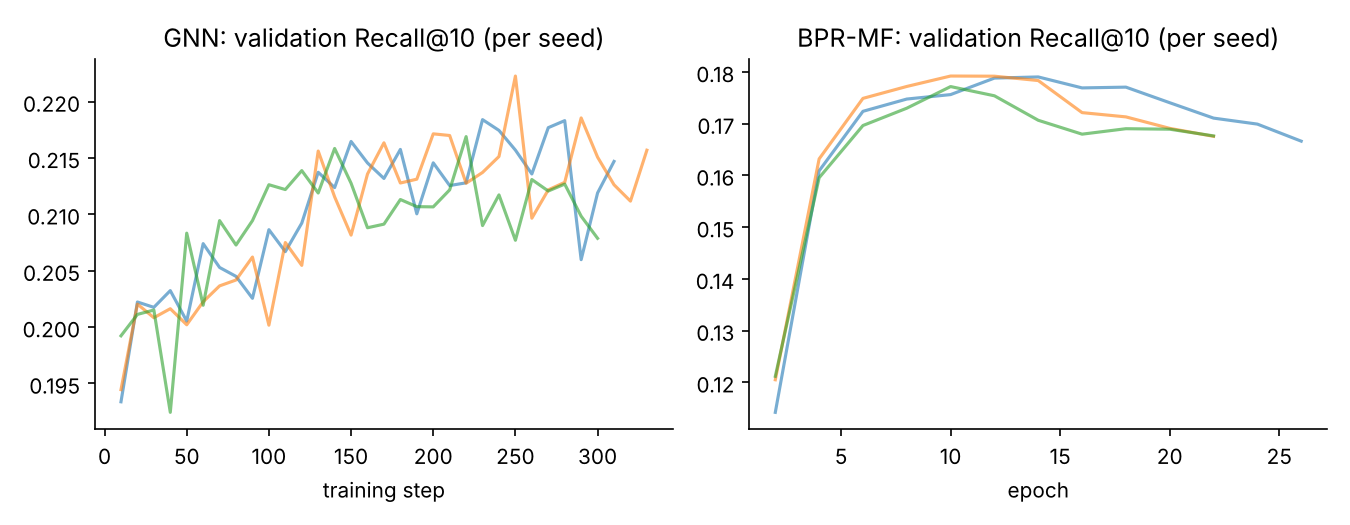 GNN: validation Recall@10 (per seed)
0.220
0.215
0.210
0.205
0.200
0.195
0 50 100 150 200 250 300
training step
BPR-MF: validation Recall@10 (per seed)
0.18
0.17
0.16
0.15
0.14
0.13
0.12
5 10 15 20 25
epoch